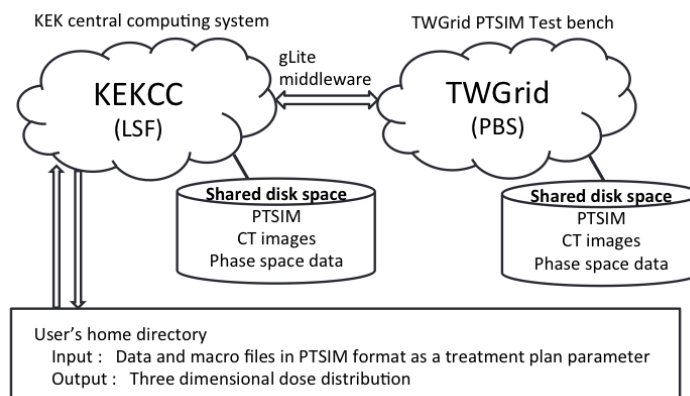 KEK central computing system
TWGrid PTSIM Test bench
gLite
middleware
KEKCC
(LSF)
TWGrid
(PBS)
Shared disk space
PTSIM
CT images
Phase space data
Shared disk space
PTSIM
CT images
Phase space data
User's home directory
Input : Data and macro files in PTSIM format as a treatment plan parameter
Output : Three dimensional dose distribution